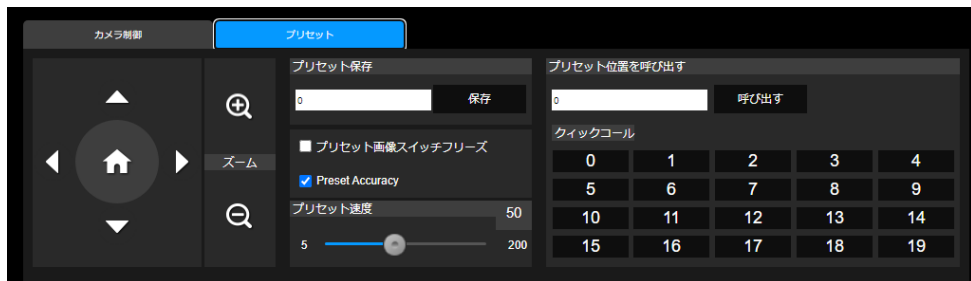 カメラ制御
プリセット
ズーム
プリセット保存
0
保存
プリセット画像スイッチフリーズ
Preset Accuracy
プリセット速度
50
5
200
プリセット位置を呼び出す
0
呼び出す
クイックコール
0 1 2 3 4
5 6 7 8 9
10 11 12 13 14
15 16 17 18 19